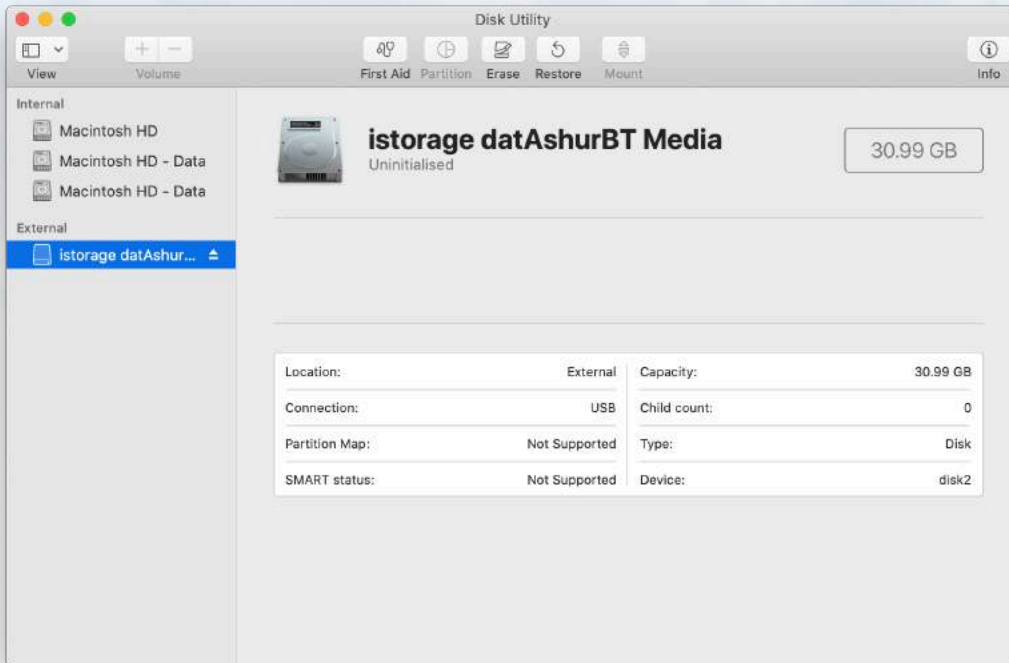 Disk Utility
View
Volume
First Aid
Partition
Erase
Restore
Mount
Info
Internal
Macintosh HD
Macintosh HD - Data
Macintosh HD - Data
External
istorage datAshur...
istorage datAshurBT Media
Uninitialised
30.99 GB
Location: External
Capacity: 30.99 GB
Connection: USB
Child count: 0
Partition Map: Not Supported
Type: Disk
SMART status: Not Supported
Device: disk2